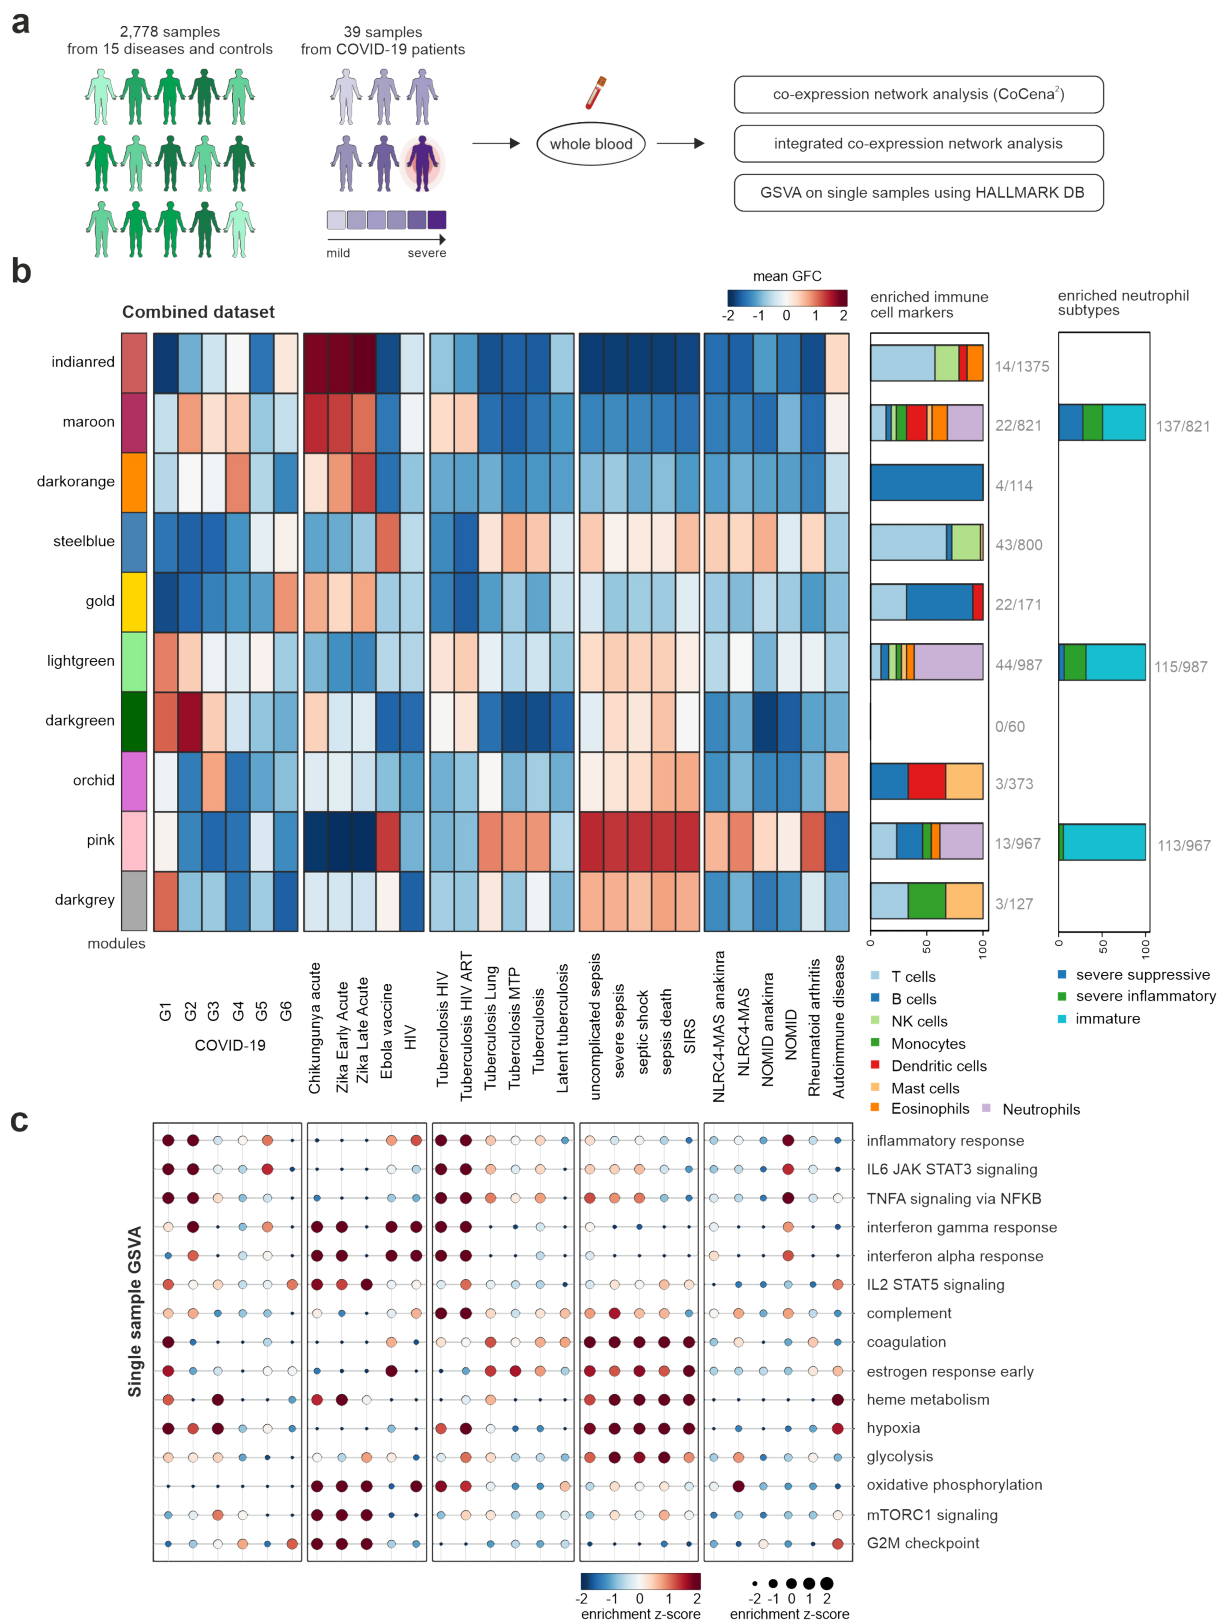 a
2,778 samples
from 15 diseases and controls
39 samples
from COVID-19 patients
mild
severe
whole blood
co-expression network analysis (CoCena²)
integrated co-expression network analysis
GSVA on single samples using HALLMARK DB
b
Combined dataset
mean GFC
-2 -1 0 1 2
enriched immune
cell markers
enriched neutrophil
subtypes
indianred
14/1375
maroon
22/821
137/821
darkorange
4/114
steelblue
43/800
gold
22/171
lightgreen
44/987
115/987
darkgreen
0/60
orchid
3/373
pink
13/967
113/967
darkgrey
3/127
modules
0 50 100
0 50 100
G1
G2
G3
G4
G5
G6
COVID-19
Chikungunya acute
Zika Early Acute
Zika Late Acute
Ebola vaccine
HIV
Tuberculosis HIV
Tuberculosis HIV ART
Tuberculosis Lung
Tuberculosis MTP
Tuberculosis
Latent tuberculosis
uncomplicated sepsis
severe sepsis
septic shock
sepsis death
SIRS
NLRC4-MAS anakinra
NLRC4-MAS
NOMID anakinra
NOMID
Rheumatoid arthritis
Autoimmune disease
T cells
B cells
NK cells
Monocytes
Dendritic cells
Mast cells
Eosinophils
Neutrophils
severe suppressive
severe inflammatory
immature
c
Single sample GSVA
inflammatory response
IL6 JAK STAT3 signaling
TNFA signaling via NFKB
interferon gamma response
interferon alpha response
IL2 STAT5 signaling
complement
coagulation
estrogen response early
heme metabolism
hypoxia
glycolysis
oxidative phosphorylation
mTORC1 signaling
G2M checkpoint
-2 -1 0 1 2
enrichment z-score
-2 -1 0 1 2
enrichment z-score